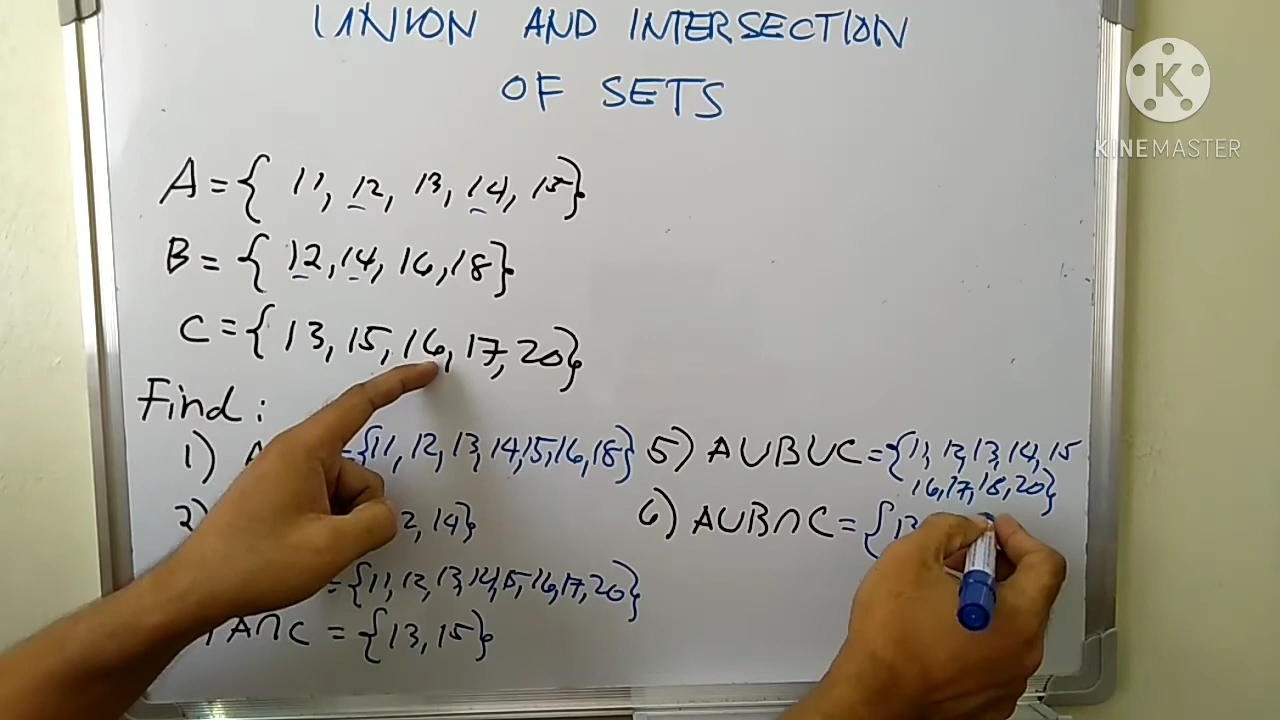 UNION AND INTERSECTION
OF SETS
K
KINEMASTER
A = { 11, 12, 13, 14, 15}
B = { 12, 14, 16, 18}
C = { 13, 15, 16, 17, 20}
Find:
1) A = {11, 12, 13, 14, 15, 16, 18}
2) 2, 14}
= {11, 12, 13, 14, 15, 16, 17, 20}
A∩C = {13, 15}
5) A∪B∪C = {11, 12, 13, 14, 15
16, 17, 18, 20}
6) A∪B∩C = {13